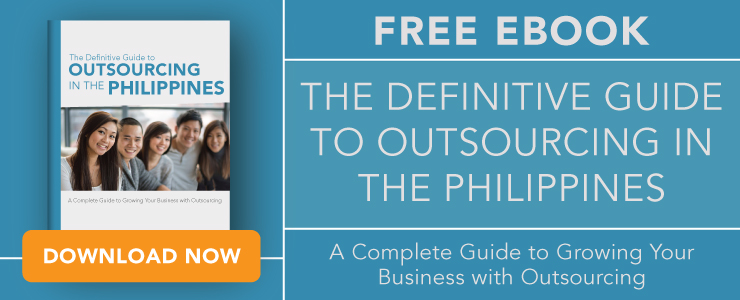 The Definitive Guide to
OUTSOURCING
IN THE PHILIPPINES
A Complete Guide to Growing Your Business with Outsourcing
DOWNLOAD NOW
FREE EBOOK
THE DEFINITIVE GUIDE
TO OUTSOURCING IN
THE PHILIPPINES
A Complete Guide to Growing Your
Business with Outsourcing